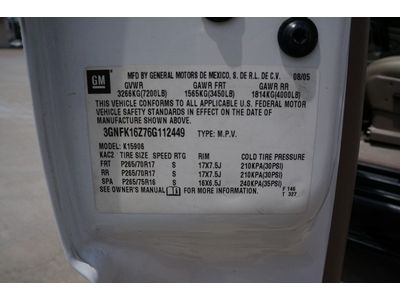 GM
MFD BY GENERAL MOTORS DE MEXICO, S. DE R.L. DE C.V. 08/05
GVWR GAWR FRT GAWR RR
3266KG(7200LB) 1565KG(3450LB) 1814KG(4000LB)
THIS VEHICLE CONFORMS TO ALL APPLICABLE U.S. FEDERAL MOTOR
VEHICLE SAFETY STANDARDS IN EFFECT ON THE DATE OF
MANUFACTURE SHOWN ABOVE.
3GNFK16Z76G112449 TYPE: M.P.V.
MODEL: K15906
KAC2 TIRE SIZE SPEED RTG RIM COLD TIRE PRESSURE
FRT P265/70R17 S 17X7.5J 210KPA(30PSI)
RR P265/70R17 S 17X7.5J 210KPA(30PSI)
SPA P265/75R16 S 16X6.5J 240KPA(35PSI)
SEE OWNER'S MANUAL FOR MORE INFORMATION. F 146
T 327